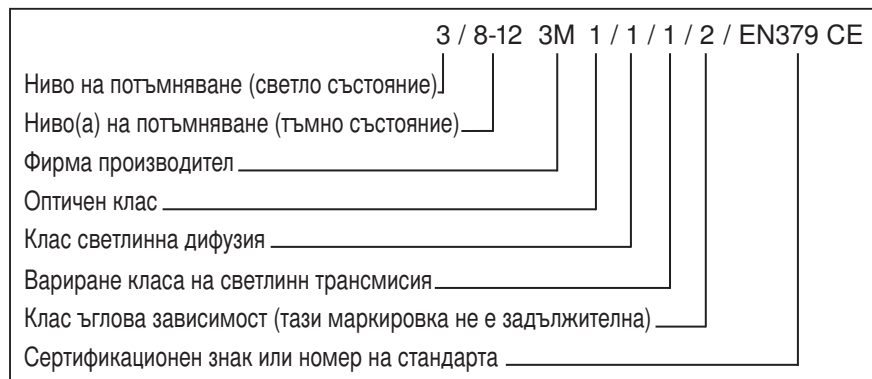 3 / 8-12 3M 1 / 1 / 1 / 2 / EN379 CE
Ниво на потъмняване (светло състояние)
Ниво(а) на потъмняване (тъмно състояние)
Фирма производител
Оптичен клас
Клас светлинна дифузия
Вариране класа на светлинн трансмисия
Клас ъглова зависимост (тази маркировка не е задължителна)
Сертификационен знак или номер на стандарта